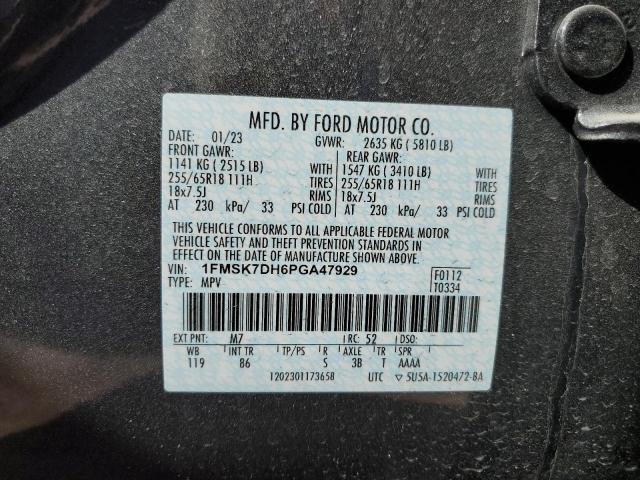 MFD. BY FORD MOTOR CO.
DATE: 01/23 GVWR: 2635 KG ( 5810 LB)
FRONT GAWR: REAR GAWR:
1141 KG ( 2515 LB) WITH 1547 KG ( 3410 LB) WITH
255/65R18 111H TIRES 255/65R18 111H TIRES
18x7.5J RIMS 18x7.5J RIMS
AT 230 kPa/ 33 PSI COLD AT 230 kPa/ 33 PSI COLD
THIS VEHICLE CONFORMS TO ALL APPLICABLE FEDERAL MOTOR
VEHICLE SAFETY AND THEFT PREVENTION STANDARDS IN
EFFECT ON THE DATE OF MANUFACTURE SHOWN ABOVE.
VIN: 1FMSK7DH6PGA47929 F0112
TYPE: MPV T0334
EXT PNT: M7 RC: 52 DSO:
WB INT TR TP/PS R AXLE TR SPR
119 86 S 3B T AAAA
1202301173658 UTC ▽ 5U5A-1520472-BA